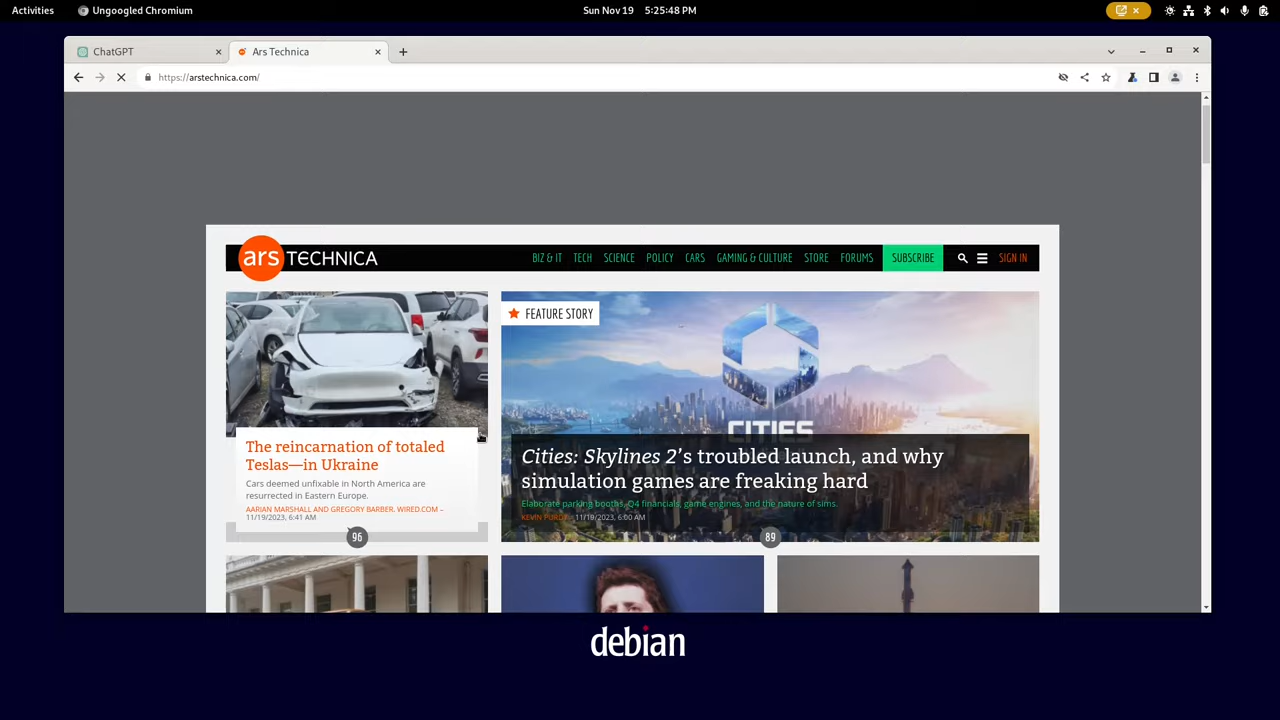 Activities
Ungoogled Chromium
Sun Nov 19 5:25:48 PM
ChatGPT
Ars Technica
https://arstechnica.com/
ars TECHNICA
BIZ & IT TECH SCIENCE POLICY CARS GAMING & CULTURE STORE FORUMS SUBSCRIBE SIGN IN
FEATURE STORY
CITIES
The reincarnation of totaled
Teslas—in Ukraine
Cars deemed unfixable in North America are
resurrected in Eastern Europe.
AARIAN MARSHALL AND GREGORY BARBER, WIRED.COM –
11/19/2023, 6:41 AM
96
Cities: Skylines 2’s troubled launch, and why
simulation games are freaking hard
Elaborate parking booths, Q4 financials, game engines, and the nature of sims.
KEVIN PURDY – 11/19/2023, 6:00 AM
89
debian